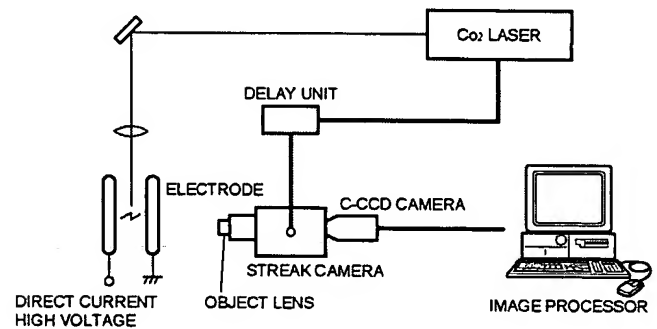 Co2 LASER
DELAY UNIT
ELECTRODE
C-CCD CAMERA
STREAK CAMERA
OBJECT LENS
DIRECT CURRENT
HIGH VOLTAGE
IMAGE PROCESSOR